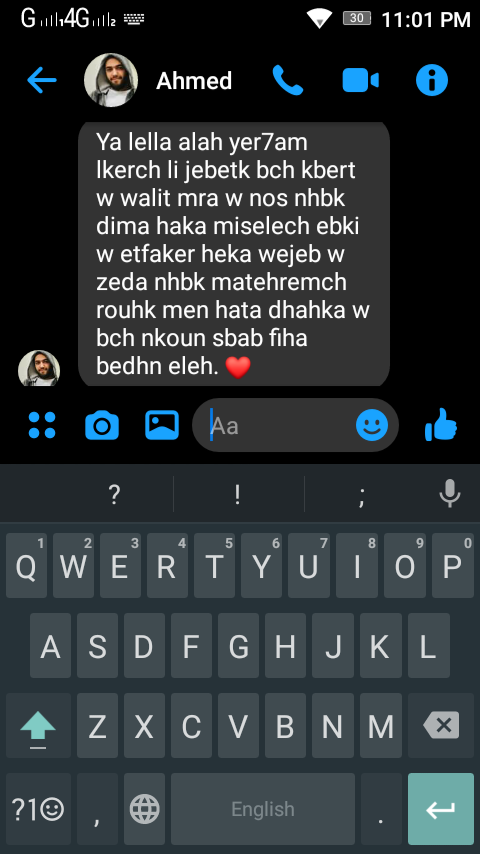 G 4G 30 11:01 PM
Ahmed
Ya lella alah yer7am
lkerch li jebetk bch kbert
w walit mra w nos nhbk
dima haka miselech ebki
w etfaker heka wejeb w
zeda nhbk matehremch
rouhk men hata dhahka w
bch nkoun sbab fiha
bedhn eleh. ❤️
Aa
? ! ;
1 2 3 4 5 6 7 8 9 0
Q W E R T Y U I O P
A S D F G H J K L
Z X C V B N M
?1☺ , English .